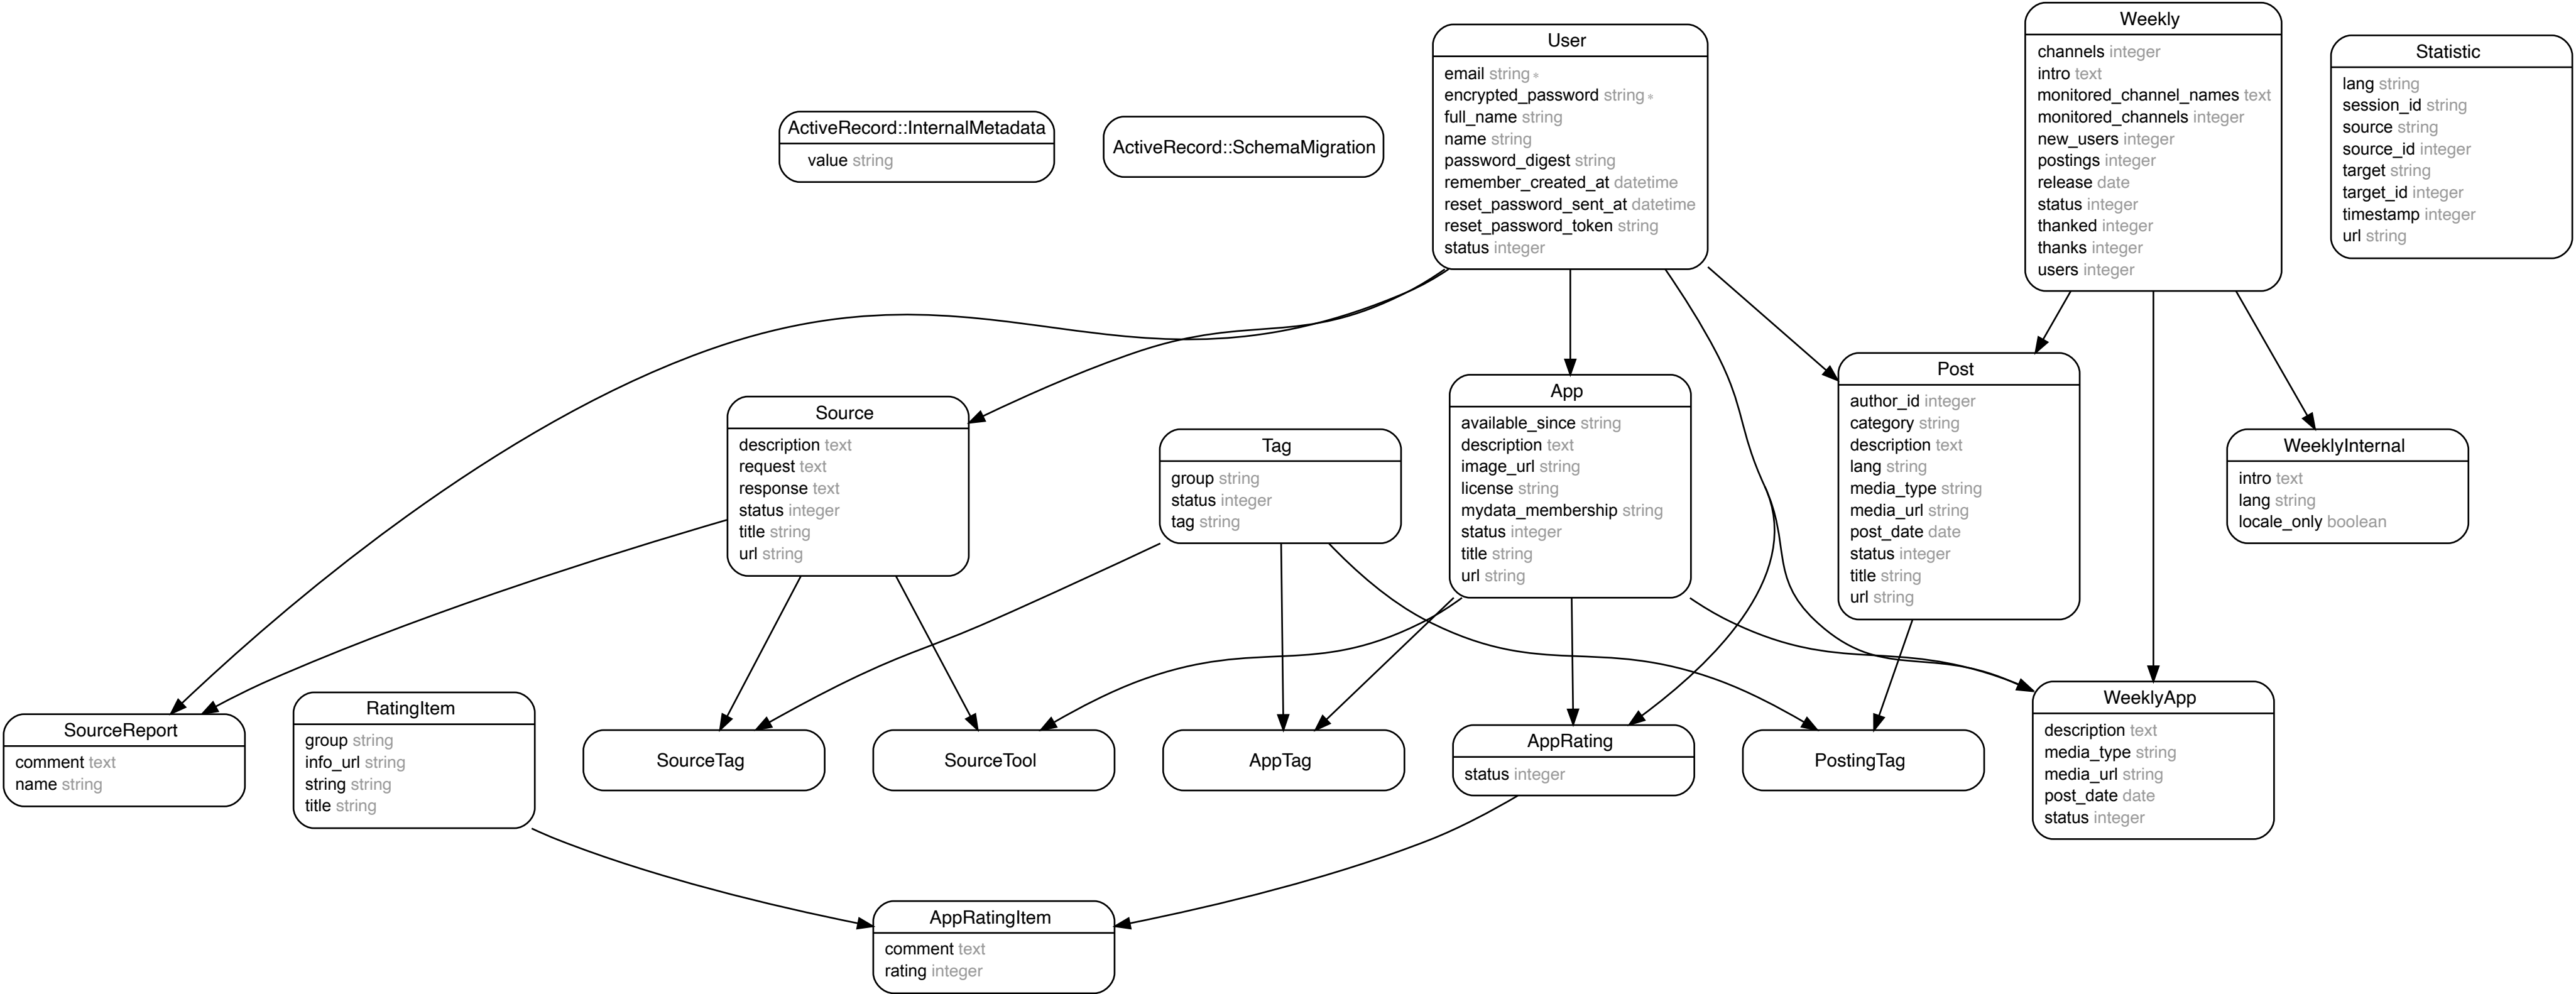 User
email string*
encrypted_password string*
full_name string
name string
password_digest string
remember_created_at datetime
reset_password_sent_at datetime
reset_password_token string
status integer
Weekly
channels integer
intro text
monitored_channel_names text
monitored_channels integer
new_users integer
postings integer
release date
status integer
thanked integer
thanks integer
users integer
Statistic
lang string
session_id string
source string
source_id integer
target string
target_id integer
timestamp integer
url string
ActiveRecord::InternalMetadata
value string
ActiveRecord::SchemaMigration
Source
description text
request text
response text
status integer
title string
url string
Tag
group string
status integer
tag string
App
available_since string
description text
image_url string
license string
mydata_membership string
status integer
title string
url string
Post
author_id integer
category string
description text
lang string
media_type string
media_url string
post_date date
status integer
title string
url string
WeeklyInternal
intro text
lang string
locale_only boolean
SourceReport
comment text
name string
RatingItem
group string
info_url string
string string
title string
SourceTag
SourceTool
AppTag
AppRating
status integer
PostingTag
WeeklyApp
description text
media_type string
media_url string
post_date date
status integer
AppRatingItem
comment text
rating integer